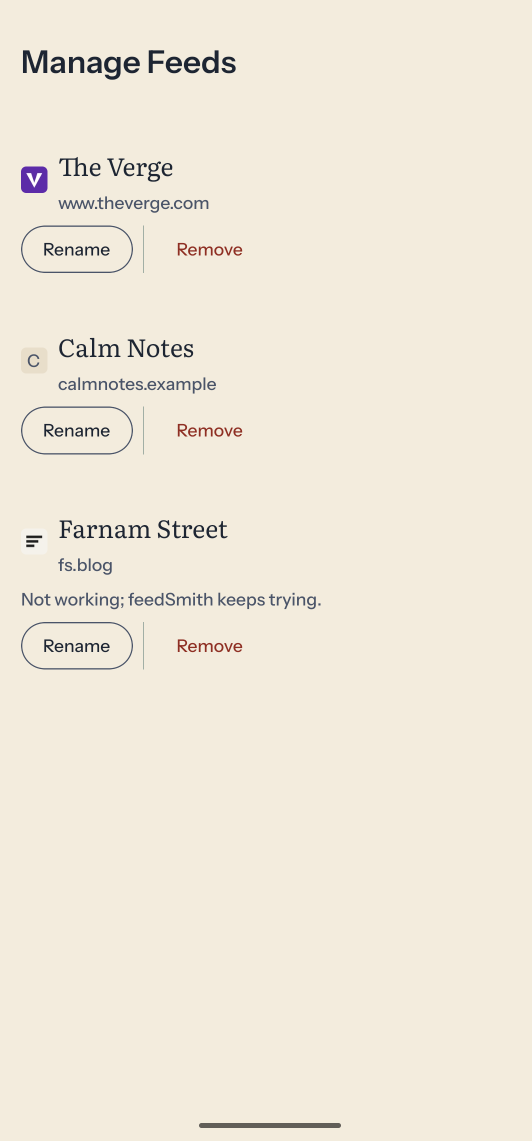 Manage Feeds
The Verge
www.theverge.com
Rename Remove
C Calm Notes
calmnotes.example
Rename Remove
Farnam Street
fs.blog
Not working; feedSmith keeps trying.
Rename Remove